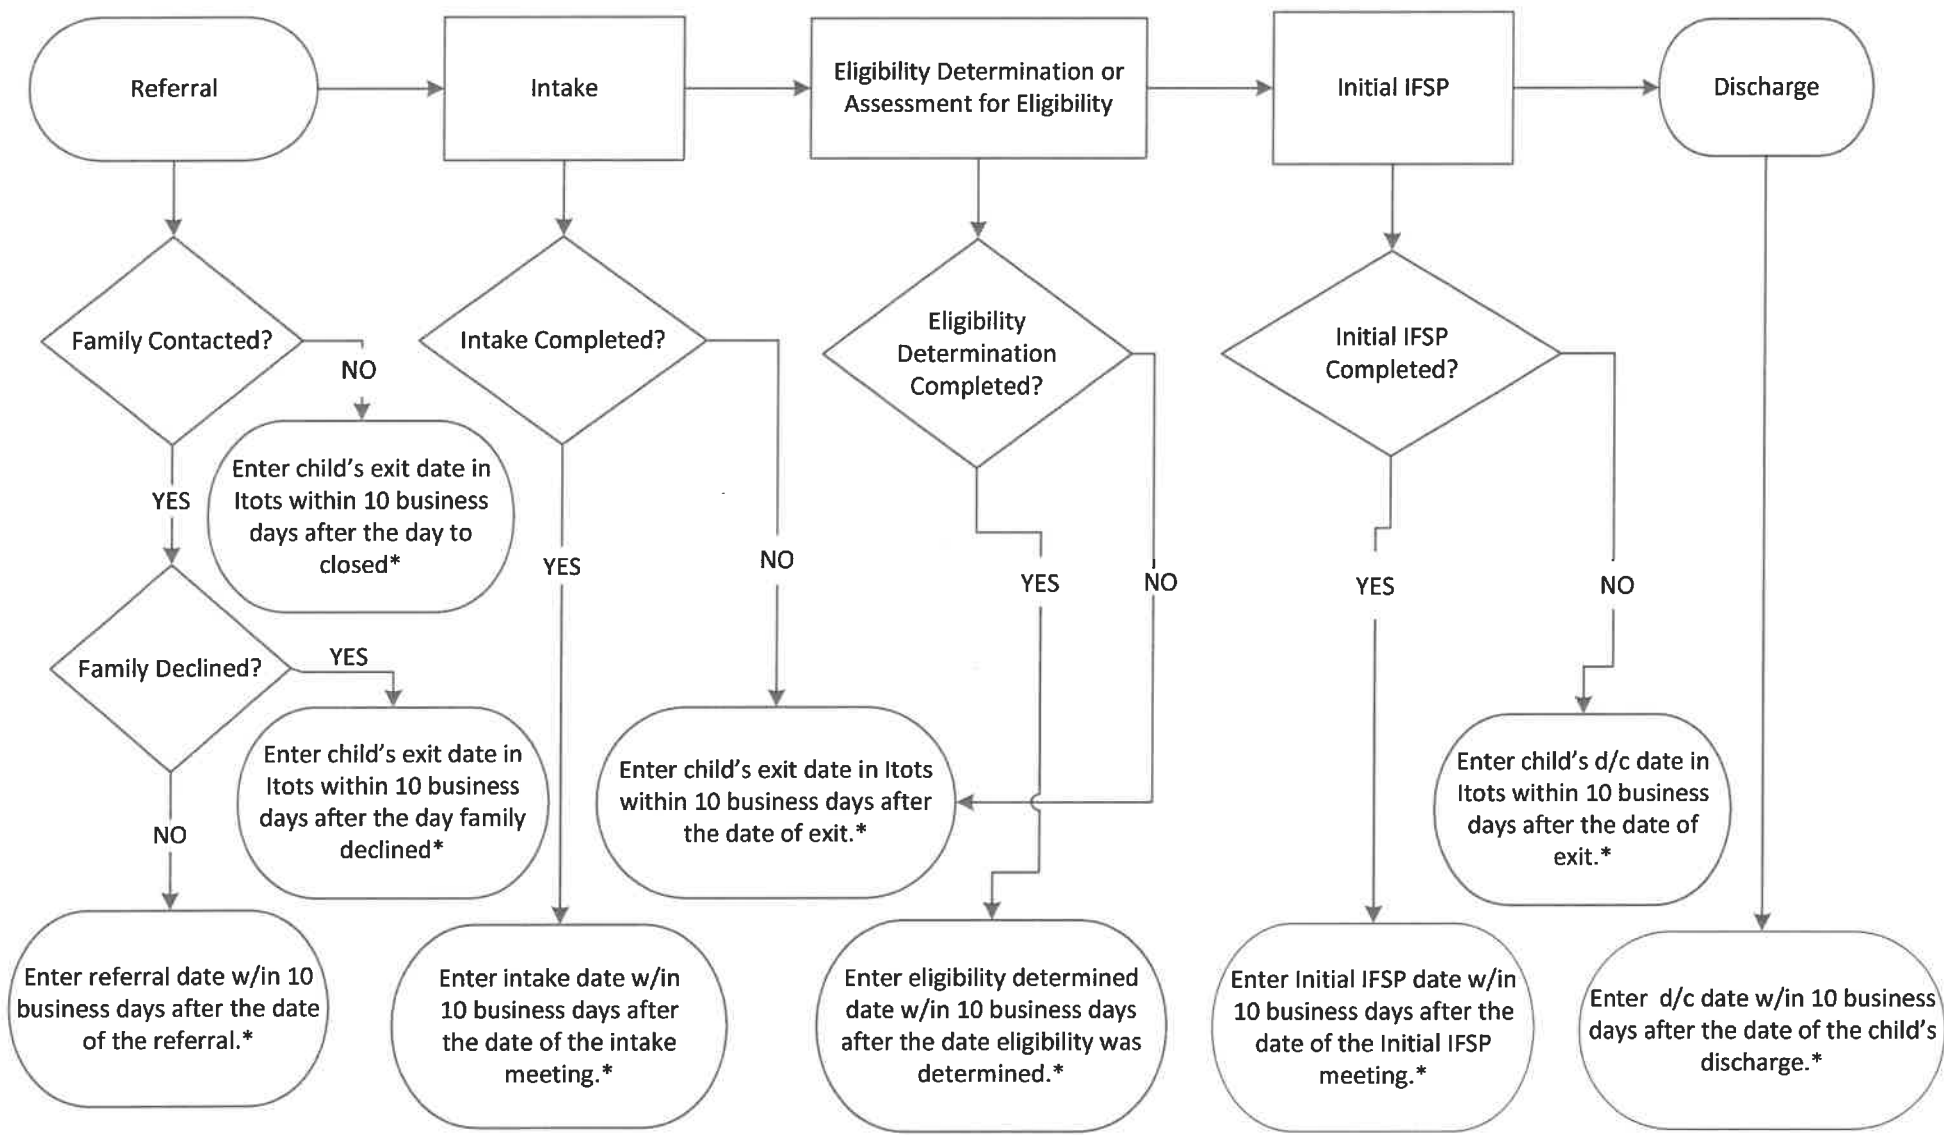 Referral
Intake
Eligibility Determination or
Assessment for Eligibility
Initial IFSP
Discharge
Family Contacted?
NO
YES
Enter child's exit date in
Itots within 10 business
days after the day to
closed*
Family Declined?
YES
Enter child's exit date in
Itots within 10 business
days after the day family
declined*
NO
Enter referral date w/in 10
business days after the date
of the referral.*
Intake Completed?
YES
NO
Enter child's exit date in Itots
within 10 business days after
the date of exit.*
Enter intake date w/in
10 business days after
the date of the intake
meeting.*
Eligibility
Determination
Completed?
YES
NO
Enter eligibility determined
date w/in 10 business days
after the date eligibility was
determined.*
Initial IFSP
Completed?
YES
NO
Enter child's d/c date in
Itots within 10 business
days after the date of
exit.*
Enter Initial IFSP date w/in
10 business days after the
date of the Initial IFSP
meeting.*
Enter d/c date w/in 10 business
days after the date of the child's
discharge.*